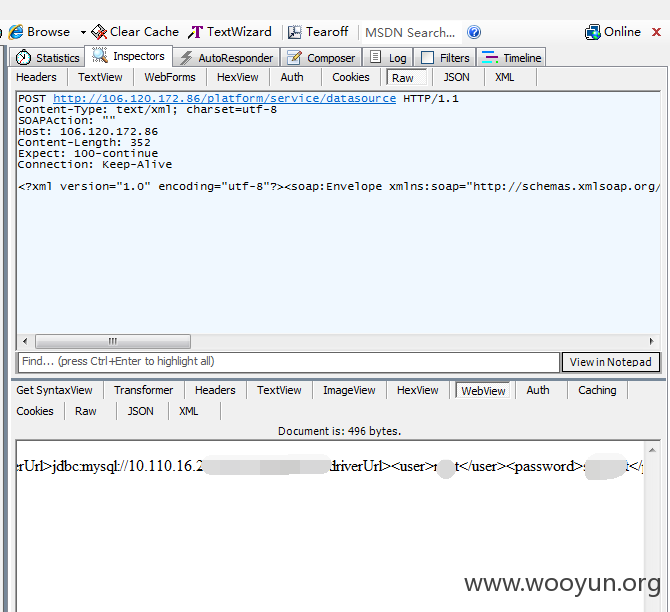 Browse Clear Cache TextWizard Tearoff MSDN Search... Online
Statistics Inspectors AutoResponder Composer Log Filters Timeline
Headers TextView WebForms HexView Auth Cookies Raw JSON XML
POST http://106.120.172.86/platform/service/datasource HTTP/1.1
Content-Type: text/xml; charset=utf-8
SOAPAction: ""
Host: 106.120.172.86
Content-Length: 352
Expect: 100-continue
Connection: Keep-Alive
<?xml version="1.0" encoding="utf-8"?><soap:Envelope xmlns:soap="http://schemas.xmlsoap.org/
Find... (press Ctrl+Enter to highlight all) View in Notepad
Get SyntaxView Transformer Headers TextView ImageView HexView WebView Auth Caching
Cookies Raw JSON XML
Document is: 496 bytes.
erUrl>jdbc:mysql://10.110.16.2 driverUrl><user>r t</user><password>s t</
www.wooyun.org